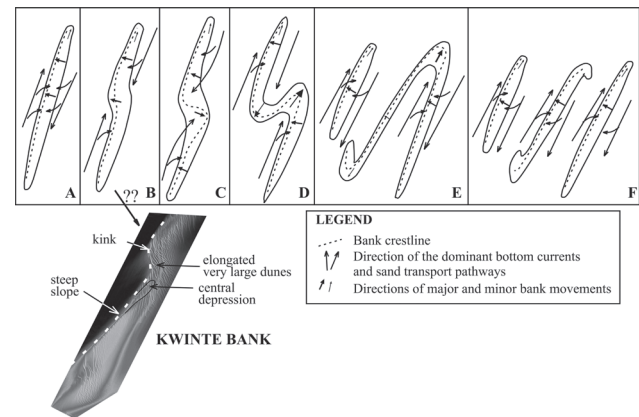 A
B
C
D
E
F
??
kink
elongated
very large dunes
steep
slope
central
depression
KWINTE BANK
LEGEND
Bank crestline
Direction of the dominant bottom currents
and sand transport pathways
Directions of major and minor bank movements